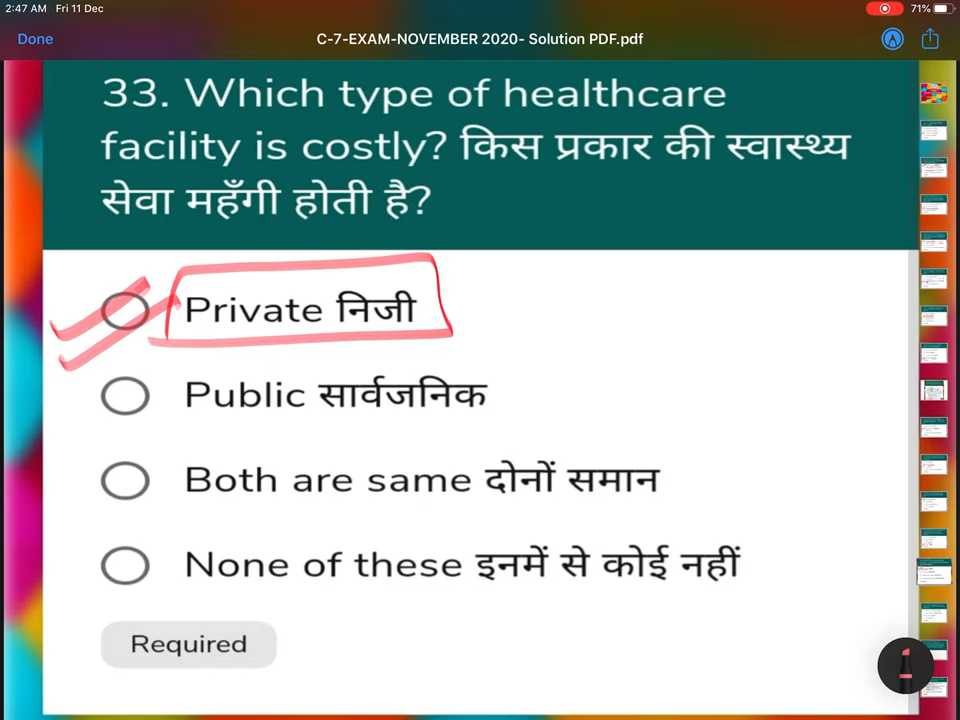 2:47 AM Fri 11 Dec
71%
Done
C-7-EXAM-NOVEMBER 2020- Solution PDF.pdf
33. Which type of healthcare
facility is costly? किस प्रकार की स्वास्थ्य
सेवा महँगी होती है?
Private निजी
Public सार्वजनिक
Both are same दोनों समान
None of these इनमें से कोई नहीं
Required